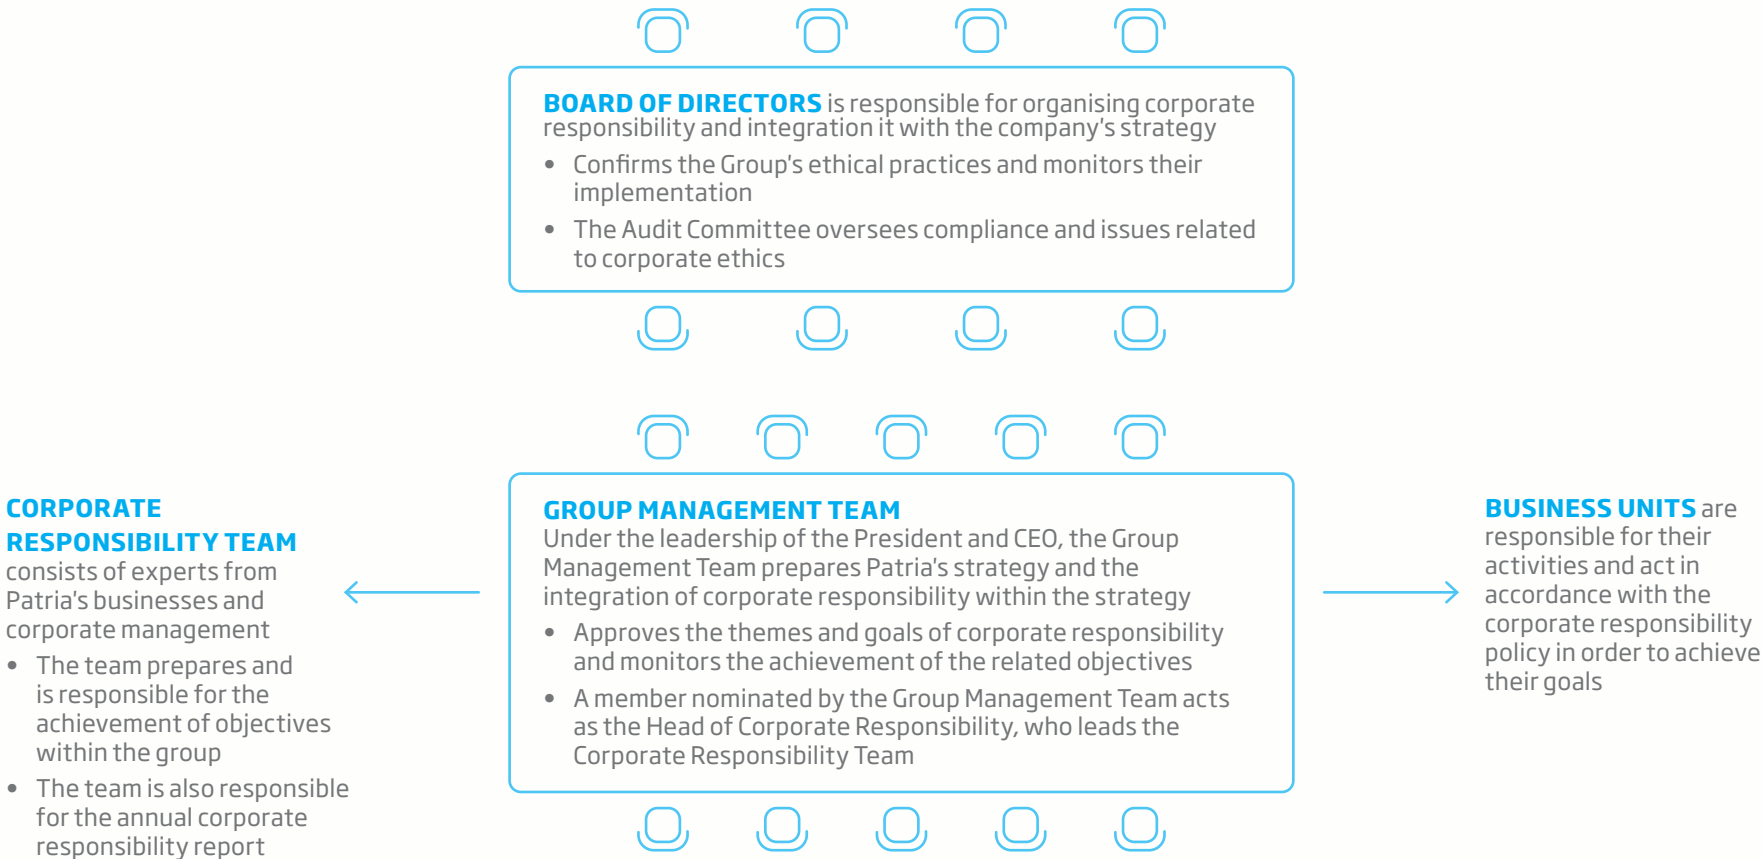 BOARD OF DIRECTORS is responsible for organising corporate
responsibility and integration it with the company's strategy
• Confirms the Group's ethical practices and monitors their
implementation
• The Audit Committee oversees compliance and issues related
to corporate ethics
CORPORATE
RESPONSIBILITY TEAM
consists of experts from
Patria's businesses and
corporate management
• The team prepares and
is responsible for the
achievement of objectives
within the group
• The team is also responsible
for the annual corporate
responsibility report
GROUP MANAGEMENT TEAM
Under the leadership of the President and CEO, the Group
Management Team prepares Patria's strategy and the
integration of corporate responsibility within the strategy
• Approves the themes and goals of corporate responsibility
and monitors the achievement of the related objectives
• A member nominated by the Group Management Team acts
as the Head of Corporate Responsibility, who leads the
Corporate Responsibility Team
BUSINESS UNITS are
responsible for their
activities and act in
accordance with the
corporate responsibility
policy in order to achieve
their goals